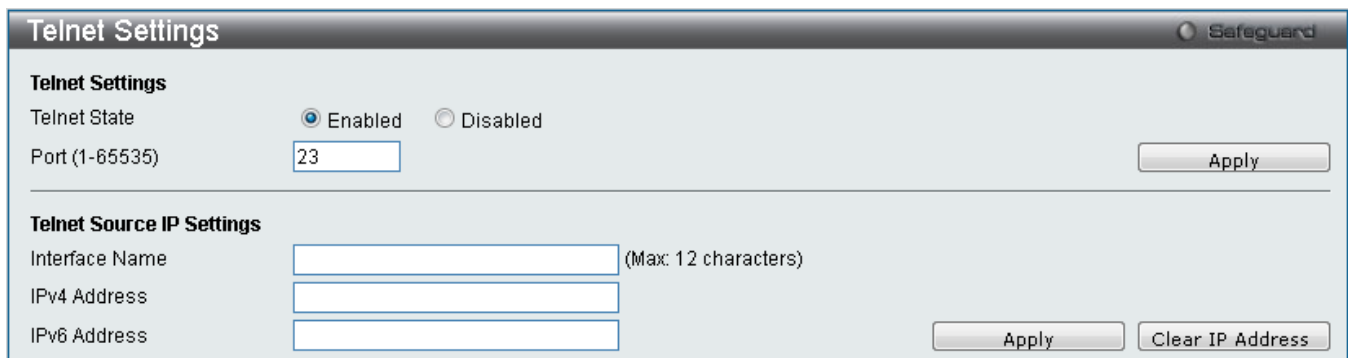 Telnet Settings Safeguard
Telnet Settings
Telnet State Enabled Disabled
Port (1-65535) 23 Apply
Telnet Source IP Settings
Interface Name (Max: 12 characters)
IPv4 Address
IPv6 Address Apply Clear IP Address